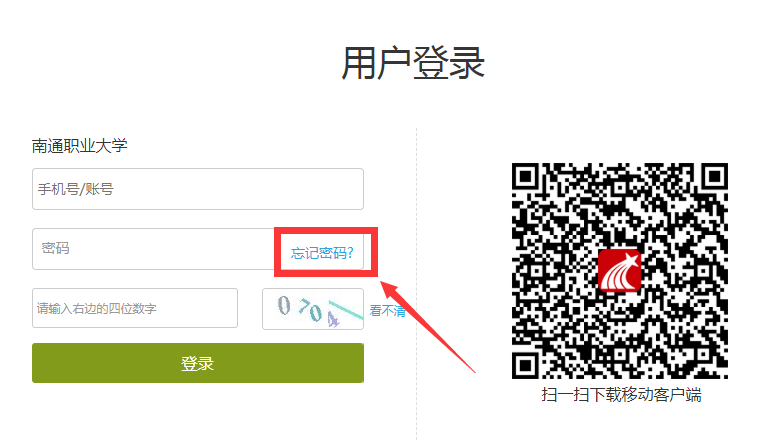 用户登录
南通职业大学
手机号/账号
密码
忘记密码?
请输入右边的四位数字
0704
看不清
登录
扫一扫下载移动客户端